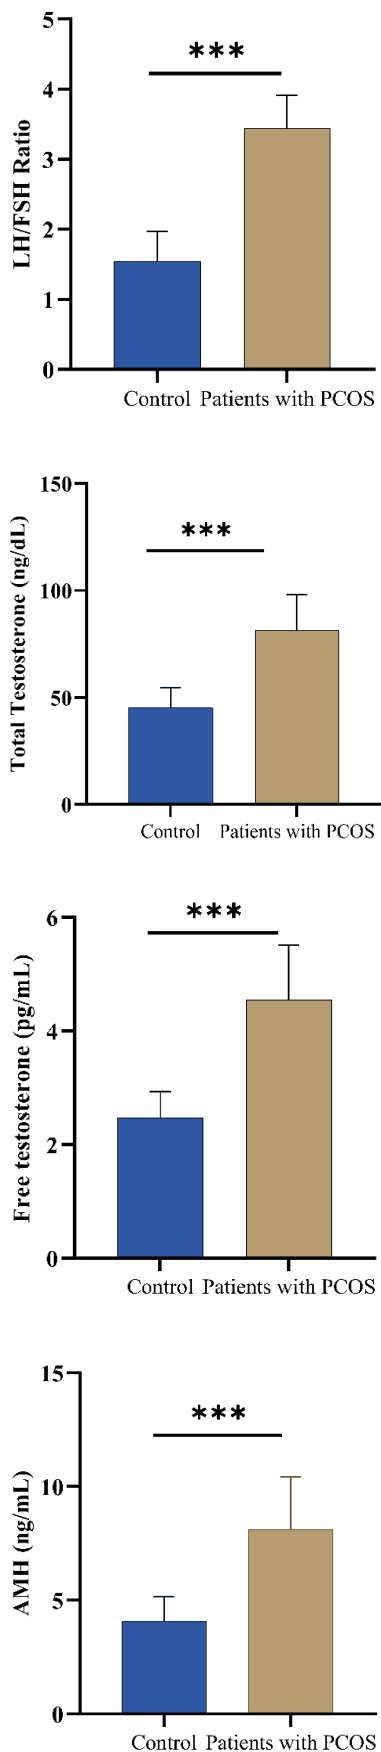 LH/FSH Ratio
5
4
3
2
1
0
***
Control Patients with PCOS
Total Testosterone (ng/dL)
150
100
50
0
***
Control Patients with PCOS
Free testosterone (pg/mL)
6
4
2
0
***
Control Patients with PCOS
AMH (ng/mL)
15
10
5
0
***
Control Patients with PCOS